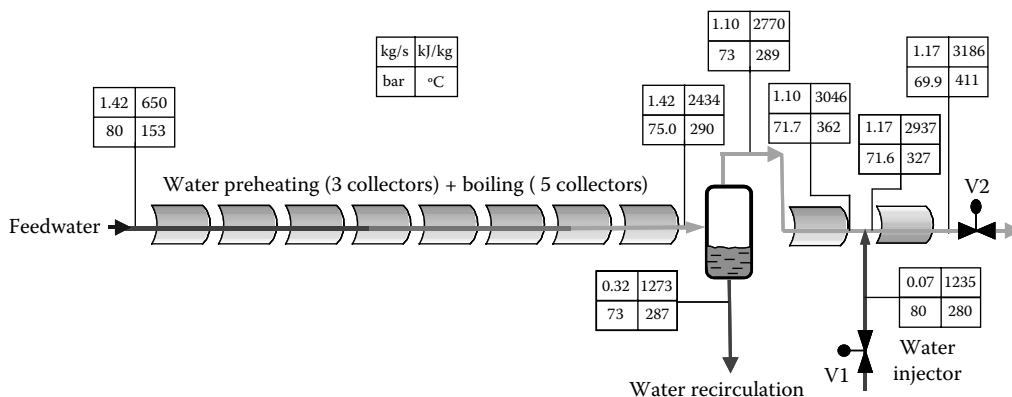 1.10 2770
73 289
kg/s kJ/kg
bar °C
1.17 3186
69.9 411
1.42 650
80 153
1.42 2434
75.0 290
1.10 3046
71.7 362
1.17 2937
71.6 327
Water preheating (3 collectors) + boiling ( 5 collectors)
V2
Feedwater
0.32 1273
73 287
0.07 1235
80 280
V1
Water
injector
Water recirculation